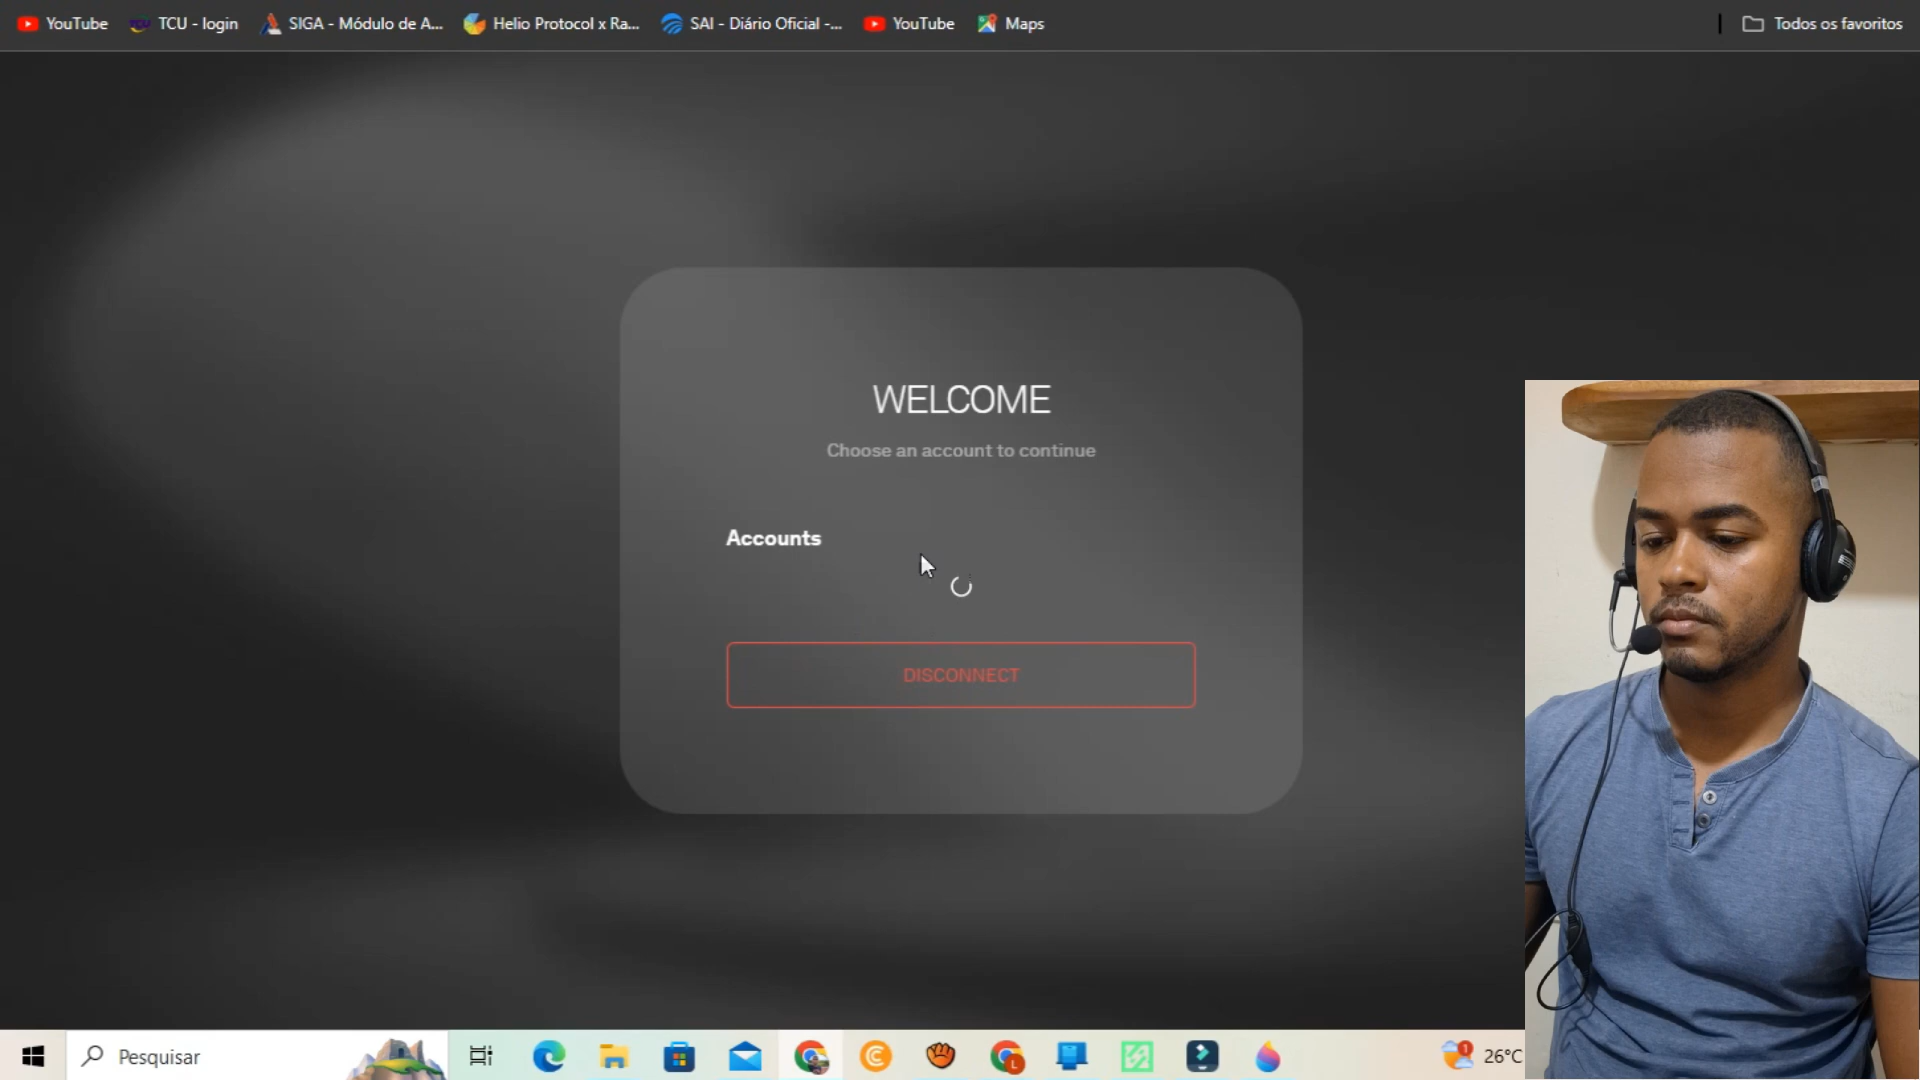 YouTube
TCU - login
SIGA - Módulo de A...
Helio Protocol x Ra...
SAI - Diário Oficial -...
YouTube
Maps
Todos os favoritos
WELCOME
Choose an account to continue
Accounts
DISCONNECT
Pesquisar
1
L
26°C